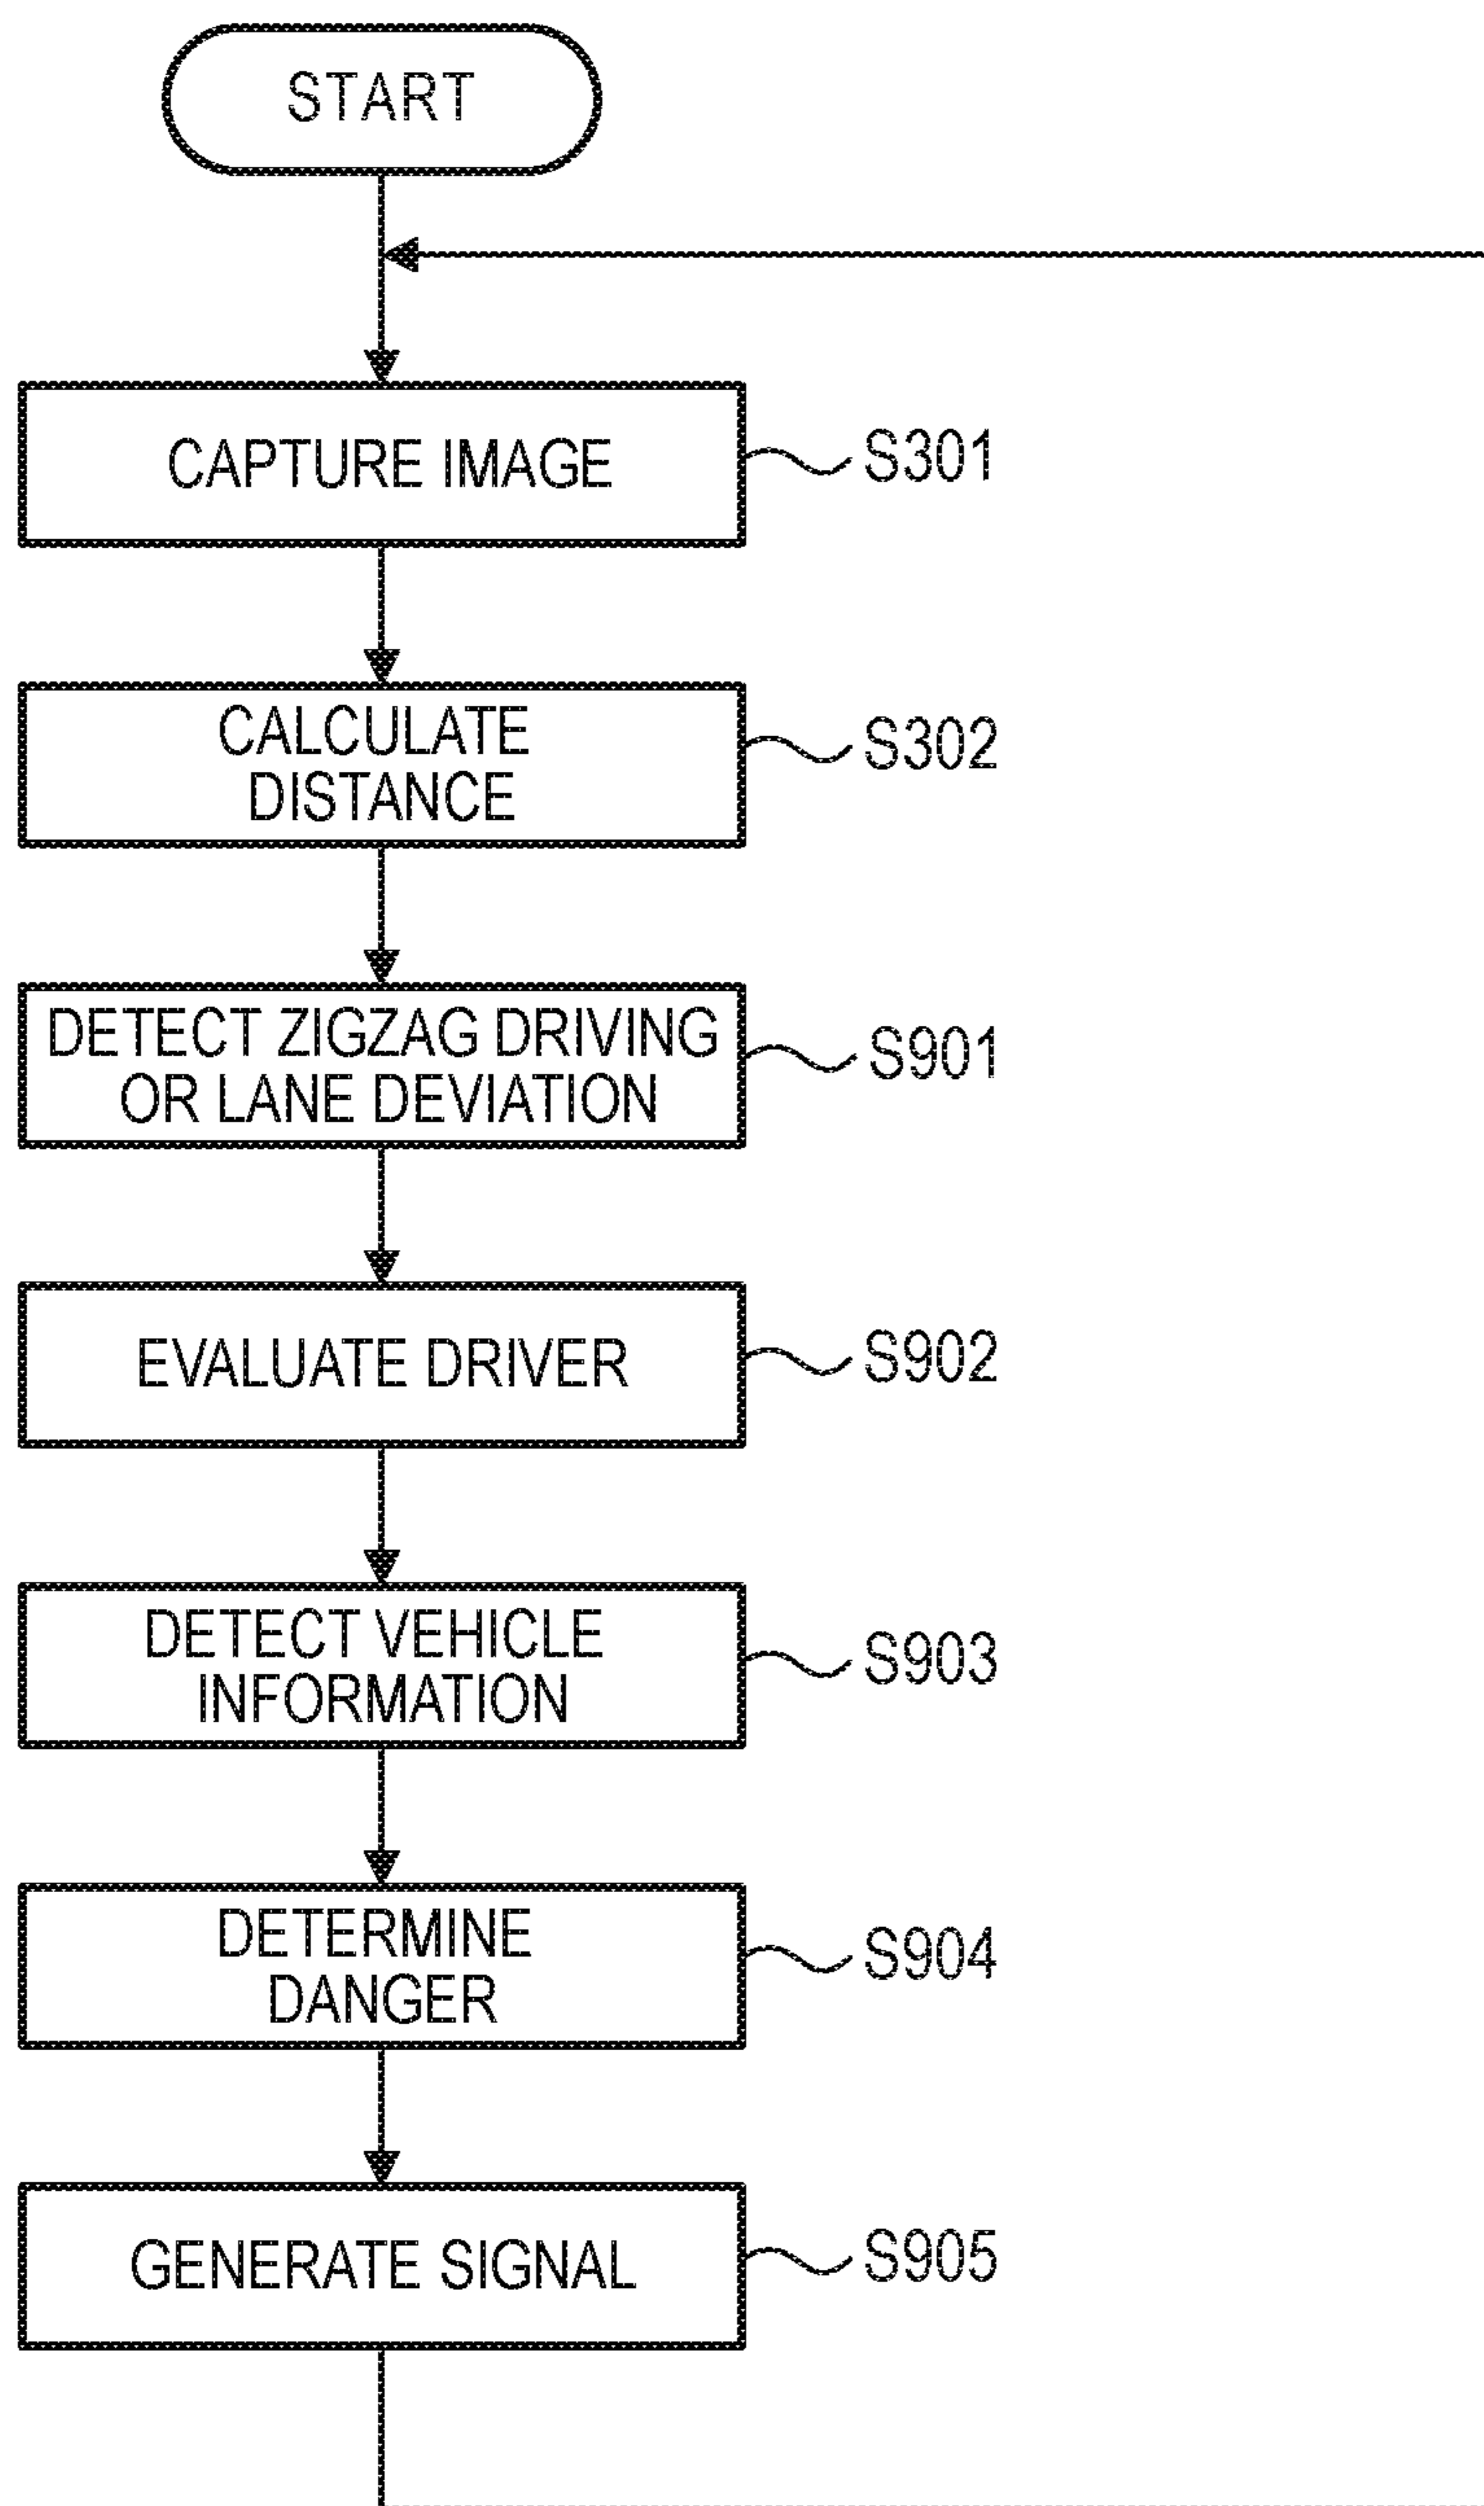 START
CAPTURE IMAGE
S301
CALCULATE
DISTANCE
S302
DETECT ZIGZAG DRIVING
OR LANE DEVIATION
S901
EVALUATE DRIVER
S902
DETECT VEHICLE
INFORMATION
S903
DETERMINE
DANGER
S904
GENERATE SIGNAL
S905